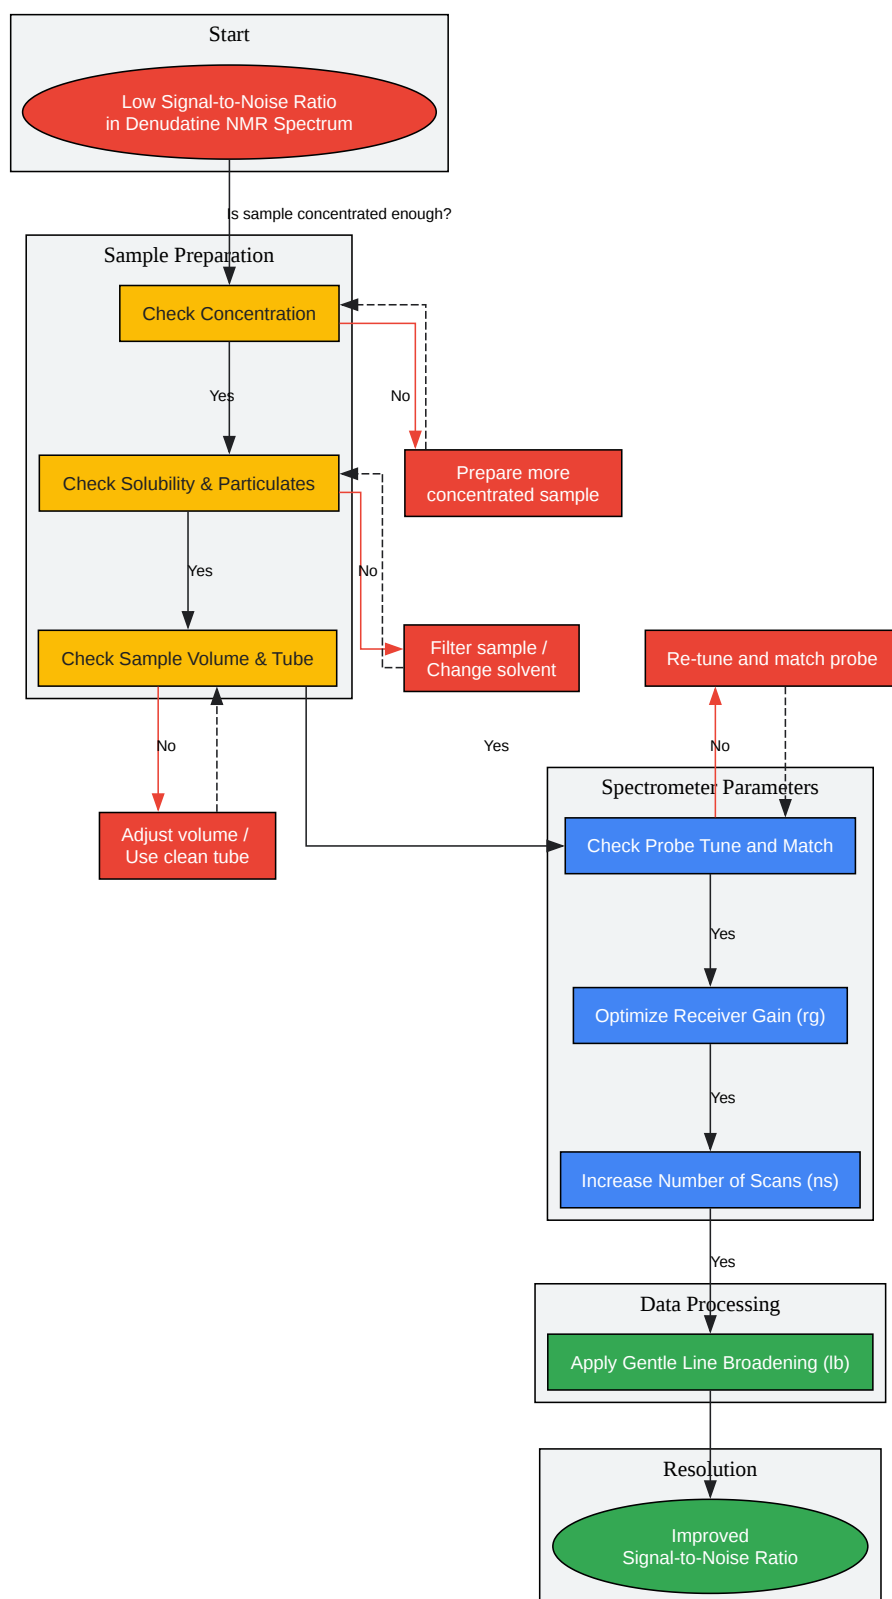 Start
Low Signal-to-Noise Ratio
in Denudatine NMR Spectrum
Is sample concentrated enough?
Sample Preparation
Check Concentration
Yes
No
Check Solubility & Particulates
Prepare more
concentrated sample
Yes
No
Check Sample Volume & Tube
Filter sample /
Change solvent
Re-tune and match probe
No
Yes
No
Spectrometer Parameters
Adjust volume /
Use clean tube
Check Probe Tune and Match
Yes
Optimize Receiver Gain (rg)
Yes
Increase Number of Scans (ns)
Yes
Data Processing
Apply Gentle Line Broadening (lb)
Resolution
Improved
Signal-to-Noise Ratio